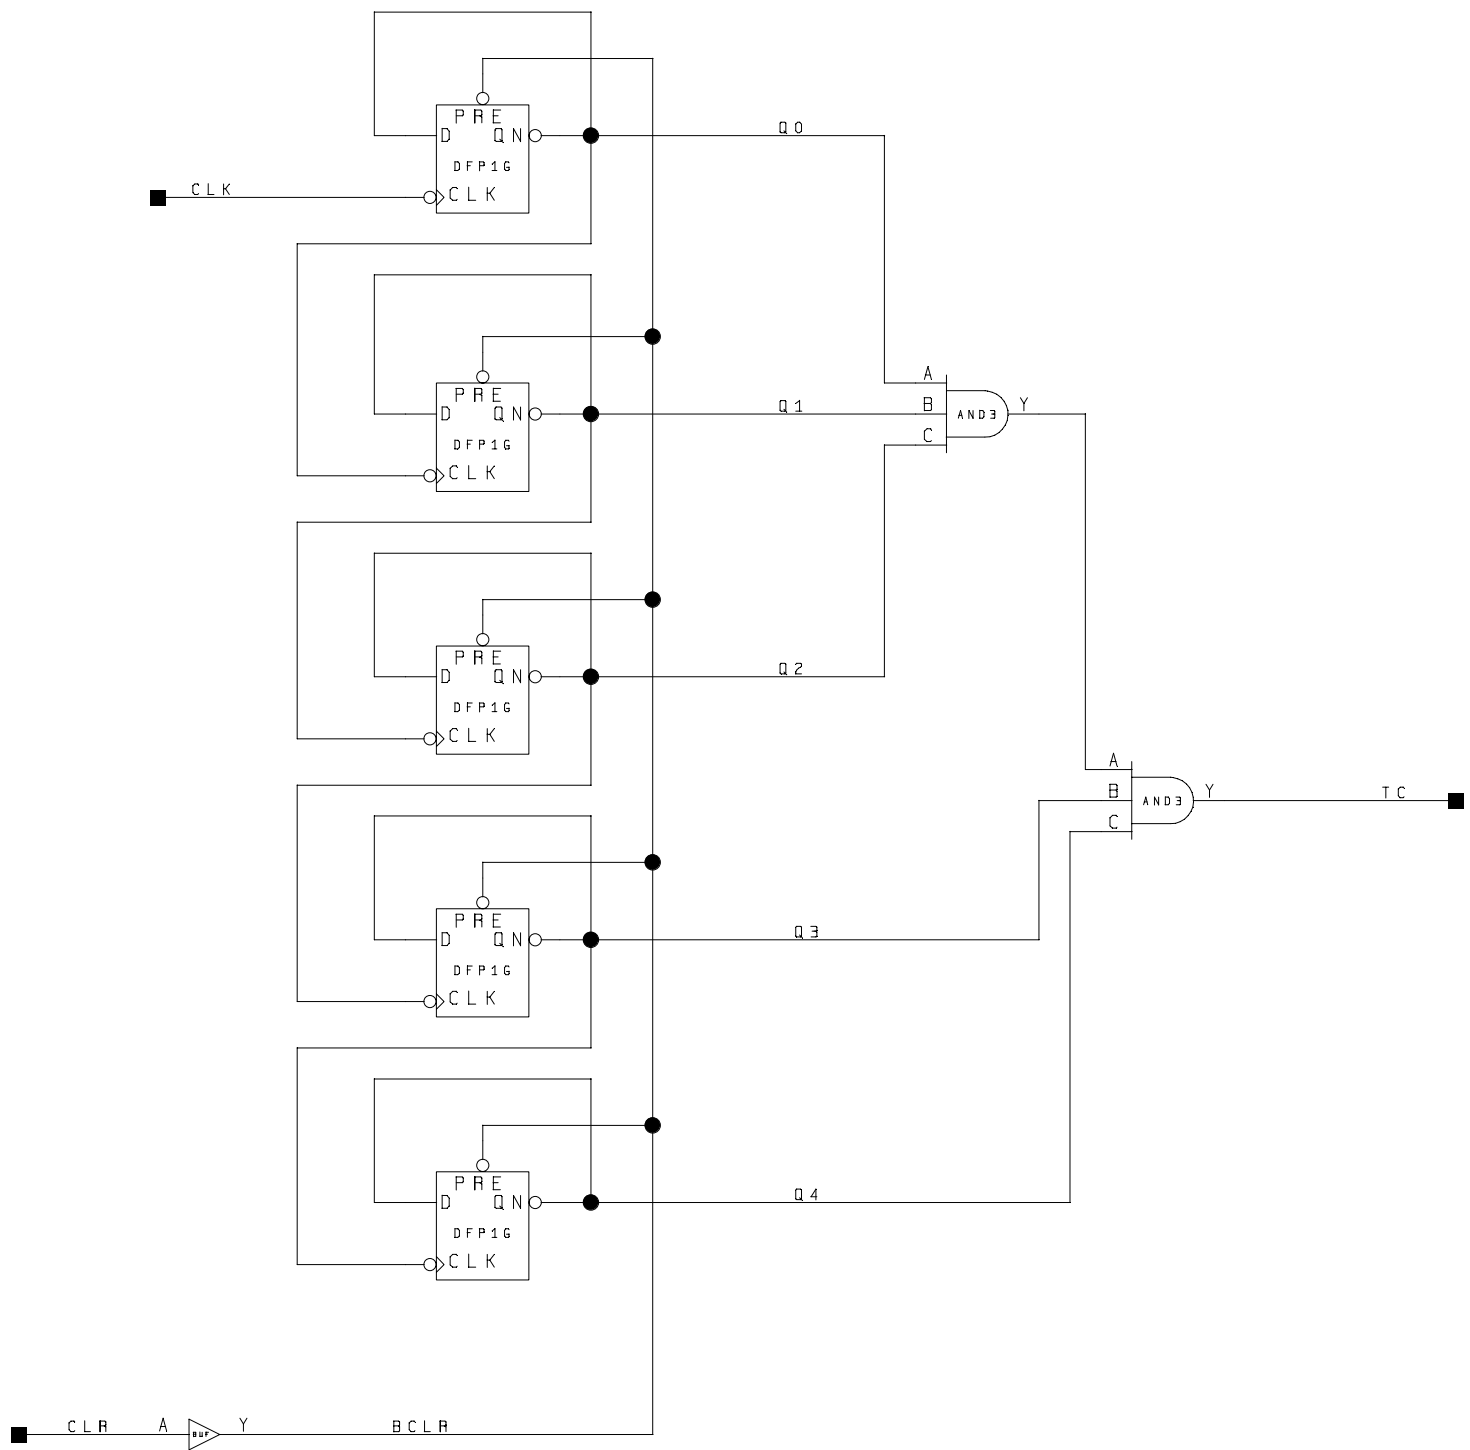 PRE
Q0
D QN
DFP1G
CLK
CLK
A
PRE
Q1
B
AND3
Y
D QN
C
DFP1G
CLK
PRE
Q2
D QN
DFP1G
CLK
A
B
AND3
Y
TC
C
PRE
Q3
D QN
DFP1G
CLK
PRE
Q4
D QN
DFP1G
CLK
CLR
A
BUF
Y
BCLR